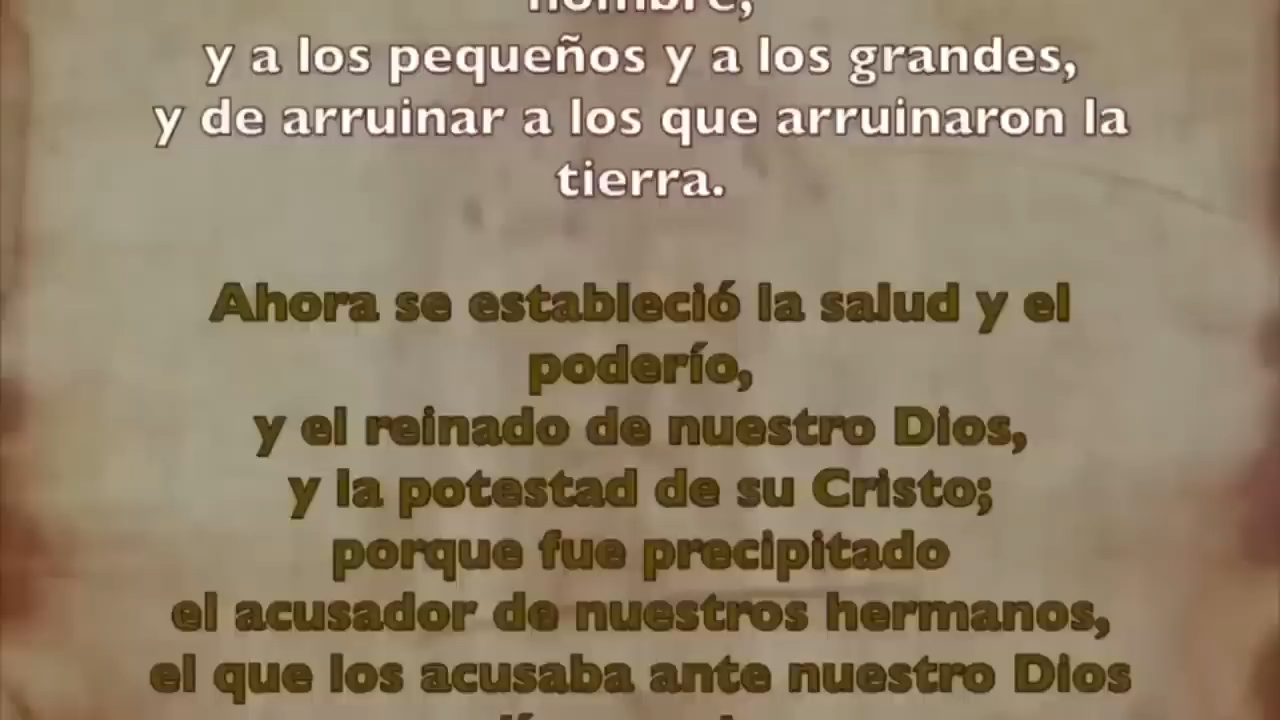 nombre,
y a los pequeños y a los grandes,
y de arruinar a los que arruinaron la
tierra.
Ahora se estableció la salud y el
poderío,
y el reinado de nuestro Dios,
y la potestad de su Cristo;
porque fue precipitado
el acusador de nuestros hermanos,
el que los acusaba ante nuestro Dios